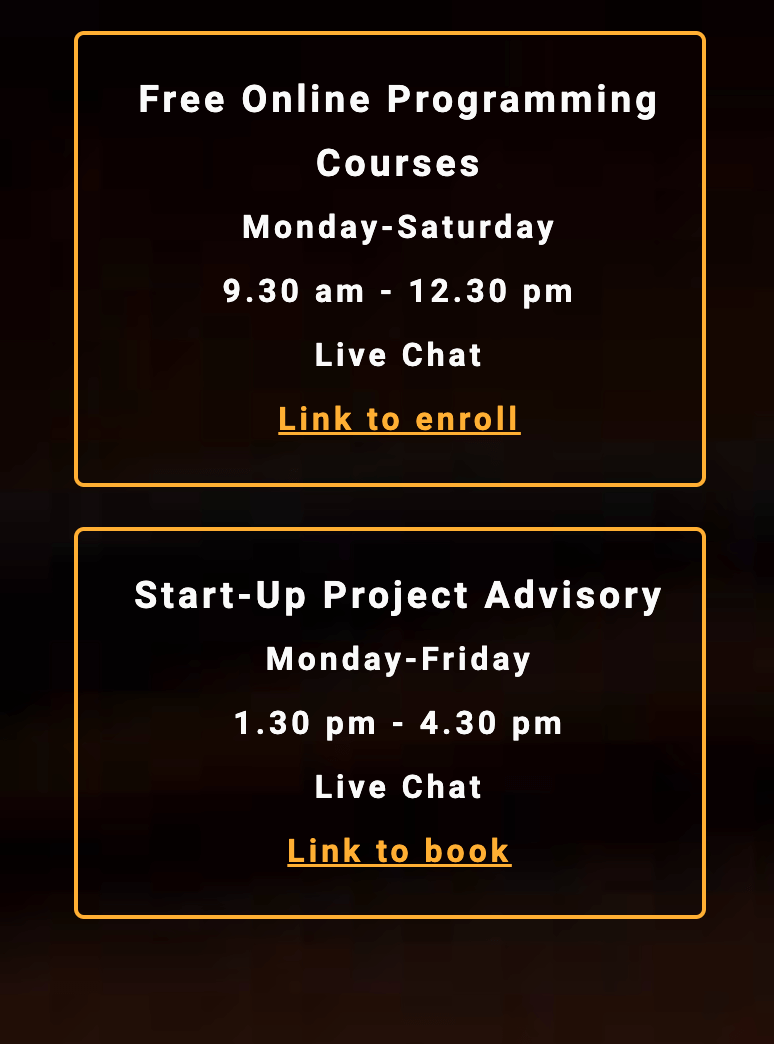 Free Online Programming
Courses
Monday-Saturday
9.30 am - 12.30 pm
Live Chat
Link to enroll
Start-Up Project Advisory
Monday-Friday
1.30 pm - 4.30 pm
Live Chat
Link to book